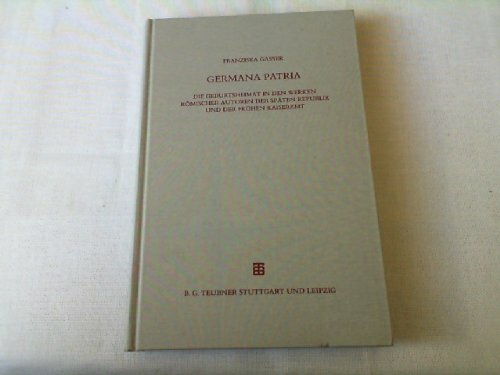 FRANZISKA GASSER
GERMANA PATRIA
DIE GEBURTSHEIMAT IN DEN WERKEN
RÖMISCHER AUTOREN DER SPÄTEN REPUBLIK
UND DER FRÜHEN KAISERZEIT
B. G. TEUBNER STUTTGART UND LEIPZIG